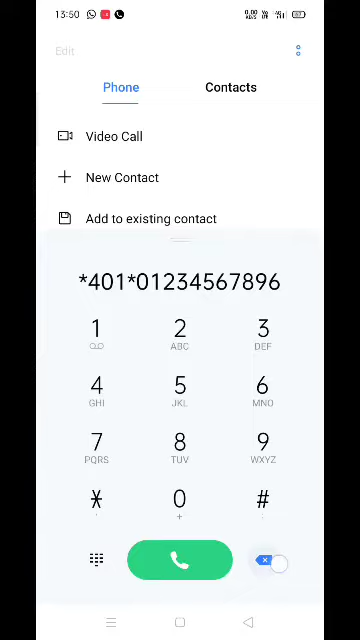 13:50
Edit
Phone Contacts
Video Call
New Contact
Add to existing contact
*401*01234567896
1 2 3
ABC DEF
4 5 6
GHI JKL MNO
7 8 9
PQRS TUV WXYZ
* 0 #
+